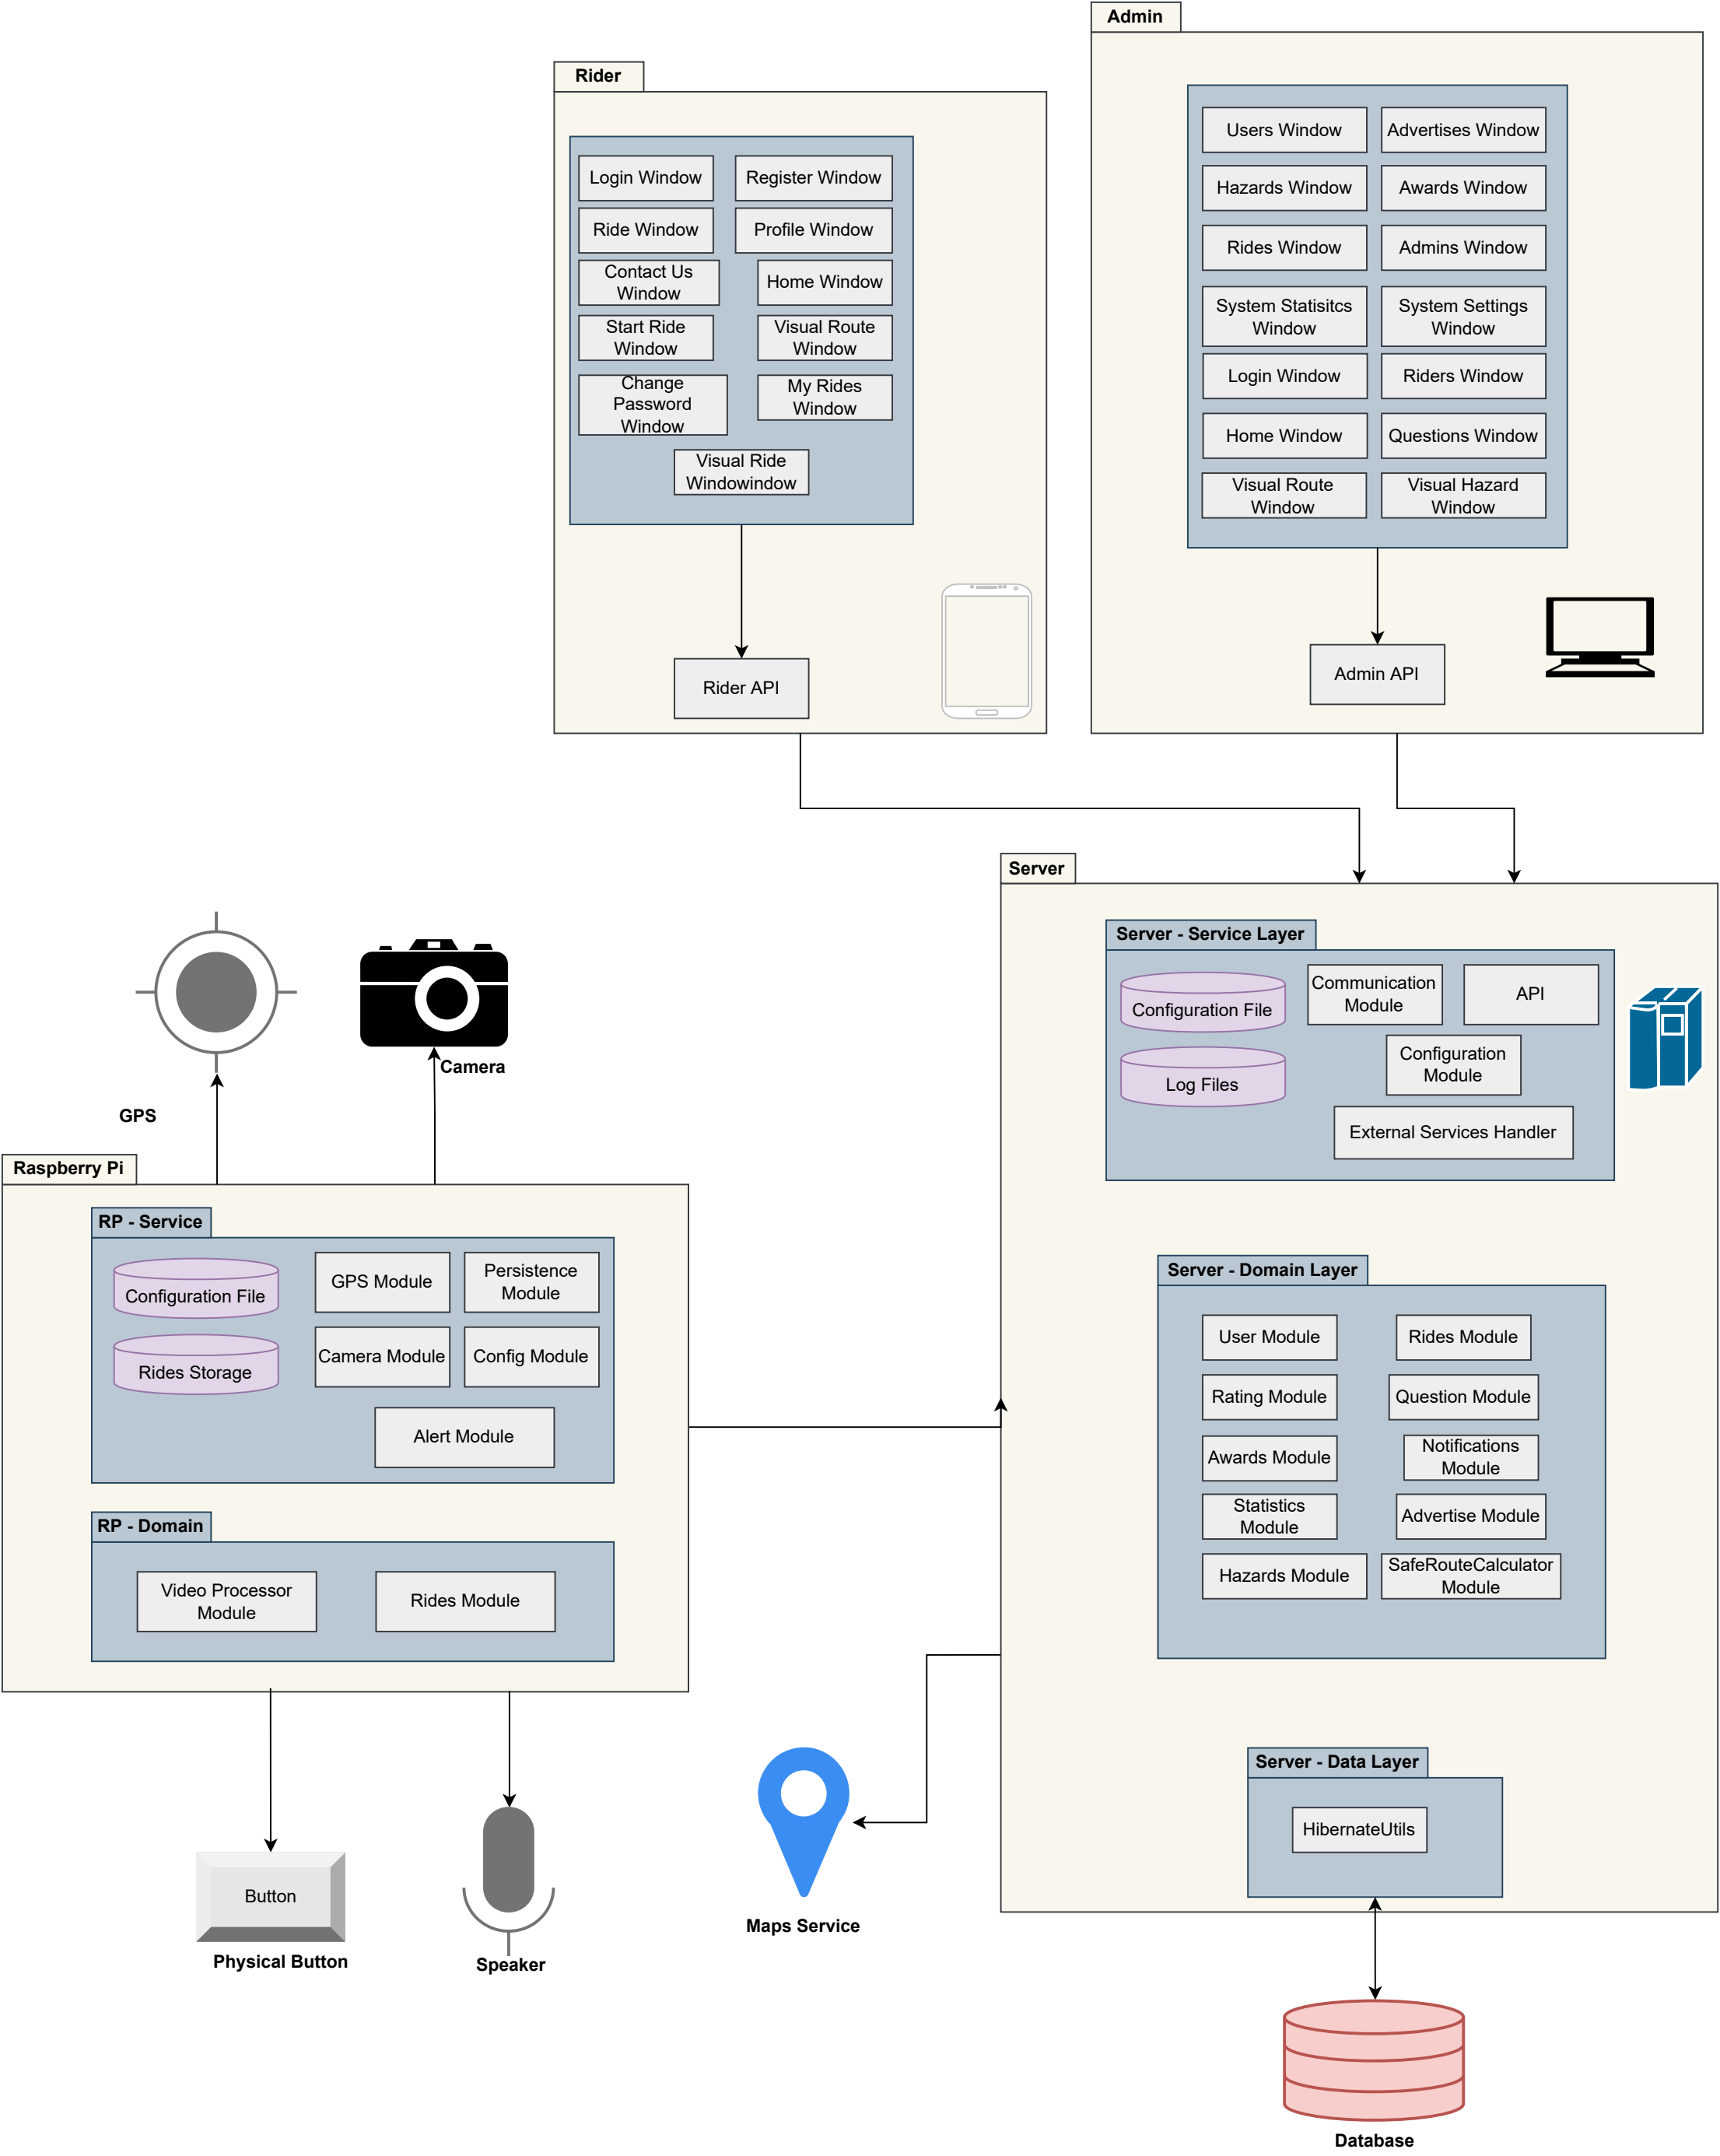 Admin
Users Window
Advertises Window
Hazards Window
Awards Window
Rides Window
Admins Window
System Statisitcs
Window
System Settings
Window
Login Window
Riders Window
Home Window
Questions Window
Visual Route
Window
Visual Hazard
Window
Admin API
Rider
Login Window
Register Window
Ride Window
Profile Window
Contact Us
Window
Home Window
Start Ride
Window
Visual Route
Window
Change
Password
Window
My Rides
Window
Visual Ride
Windowindow
Rider API
Server
Server - Service Layer
Configuration File
Communication
Module
API
Log Files
Configuration
Module
External Services Handler
Server - Domain Layer
User Module
Rides Module
Rating Module
Question Module
Awards Module
Notifications
Module
Statistics
Module
Advertise Module
Hazards Module
SafeRouteCalculator
Module
Server - Data Layer
HibernateUtils
Database
GPS
Camera
Raspberry Pi
RP - Service
Configuration File
GPS Module
Persistence
Module
Rides Storage
Camera Module
Config Module
Alert Module
RP - Domain
Video Processor
Module
Rides Module
Button
Physical Button
Speaker
Maps Service